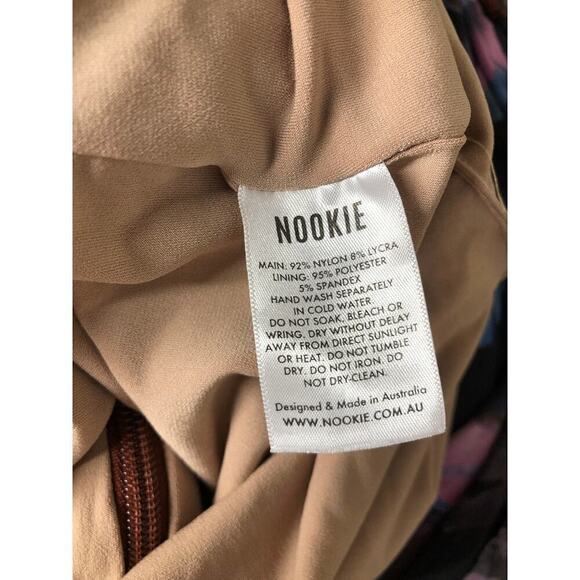 NOOKIE
MAIN: 92% NYLON 8% LYCRA
LINING: 95% POLYESTER
5% SPANDEX
HAND WASH SEPARATELY
IN COLD WATER.
DO NOT SOAK, BLEACH OR
WRING. DRY WITHOUT DELAY
AWAY FROM DIRECT SUNLIGHT
OR HEAT. DO NOT TUMBLE
DRY. DO NOT IRON. DO
NOT DRY-CLEAN.
Designed & Made in Australia
WWW.NOOKIE.COM.AU